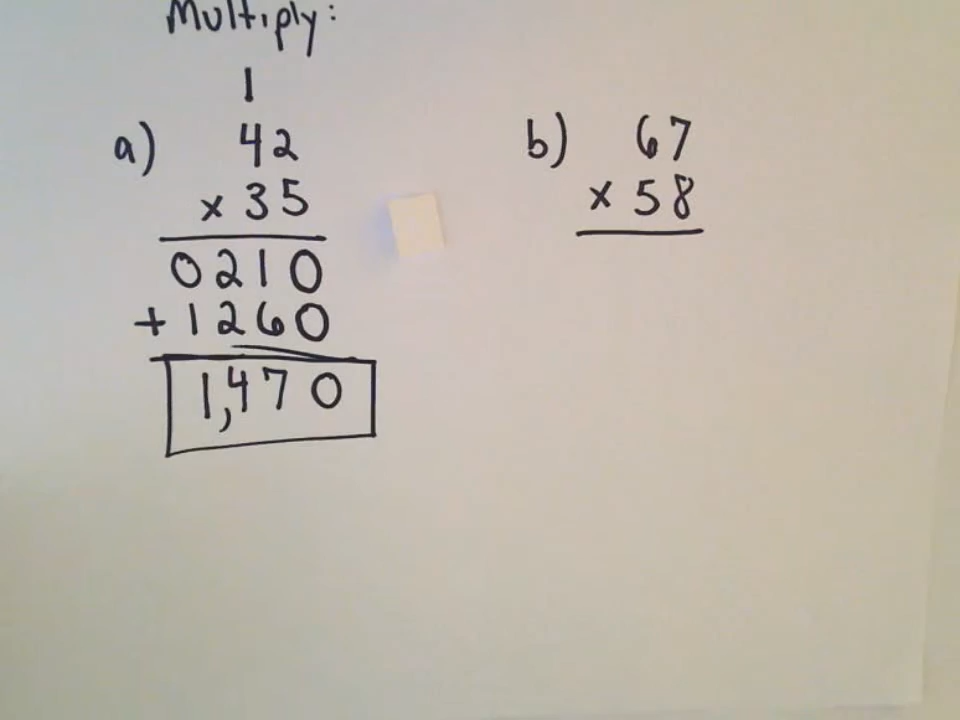 Multiply:
1
a) 42
x 35
0210
+ 1260
1,470
b) 67
x 58